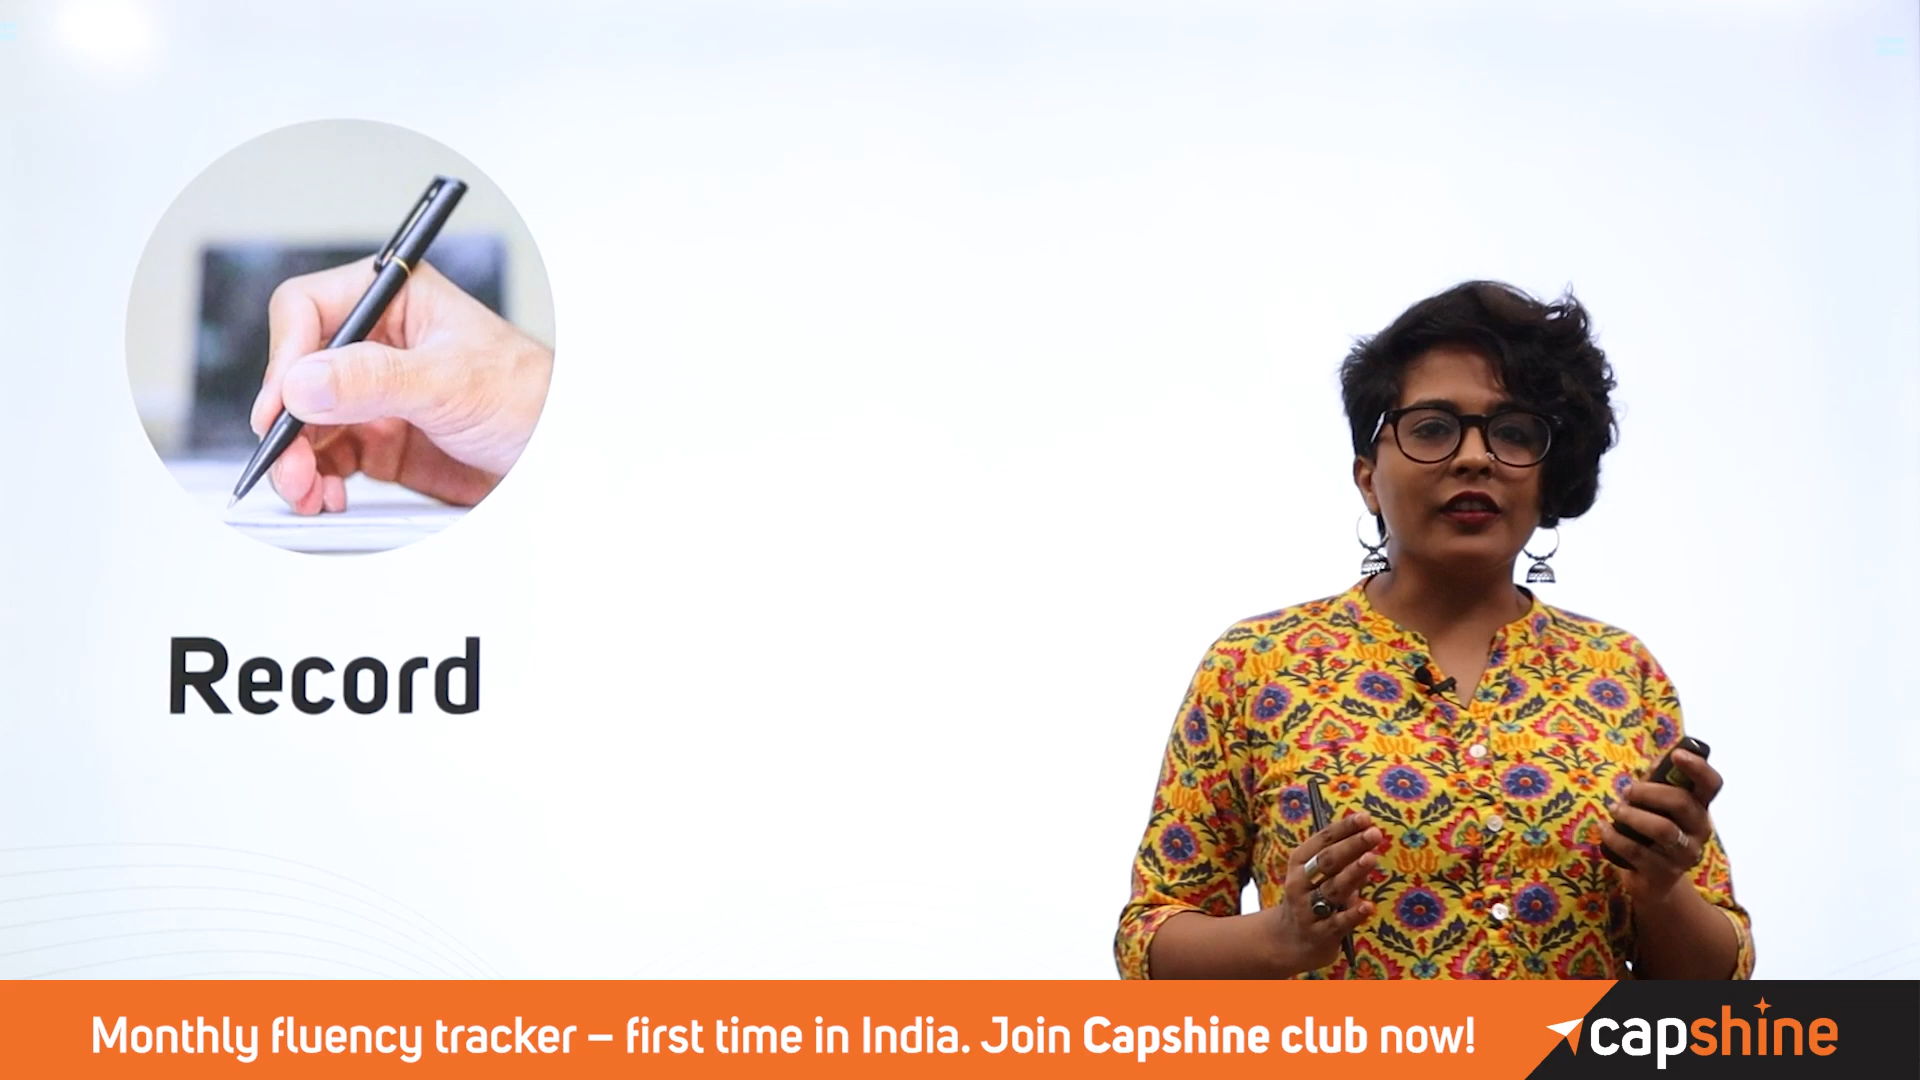 Record
Monthly fluency tracker – first time in India. Join Capshine club now!
capshine